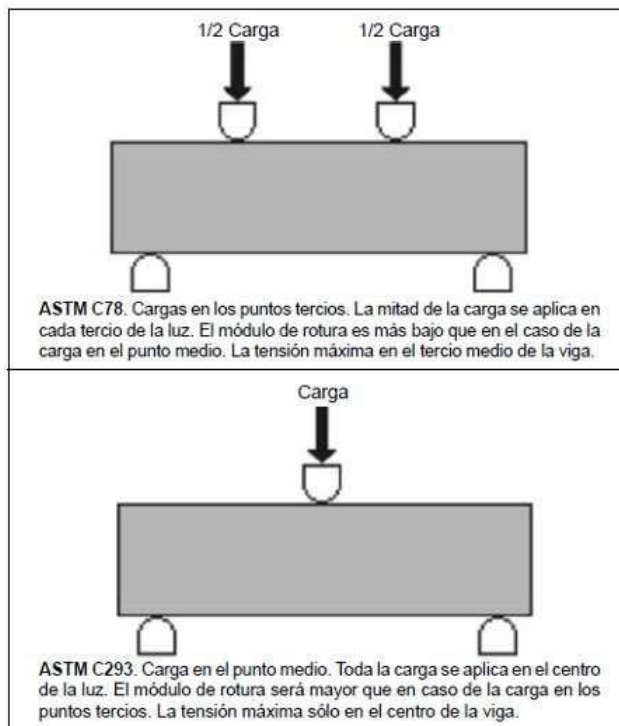 1/2 Carga 1/2 Carga
ASTM C78. Cargas en los puntos tercios. La mitad de la carga se aplica en
cada tercio de la luz. El módulo de rotura es más bajo que en el caso de la
carga en el punto medio. La tensión máxima en el tercio medio de la viga.
Carga
ASTM C293. Carga en el punto medio. Toda la carga se aplica en el centro
de la luz. El módulo de rotura será mayor que en caso de la carga en los
puntos tercios. La tensión máxima sólo en el centro de la viga.